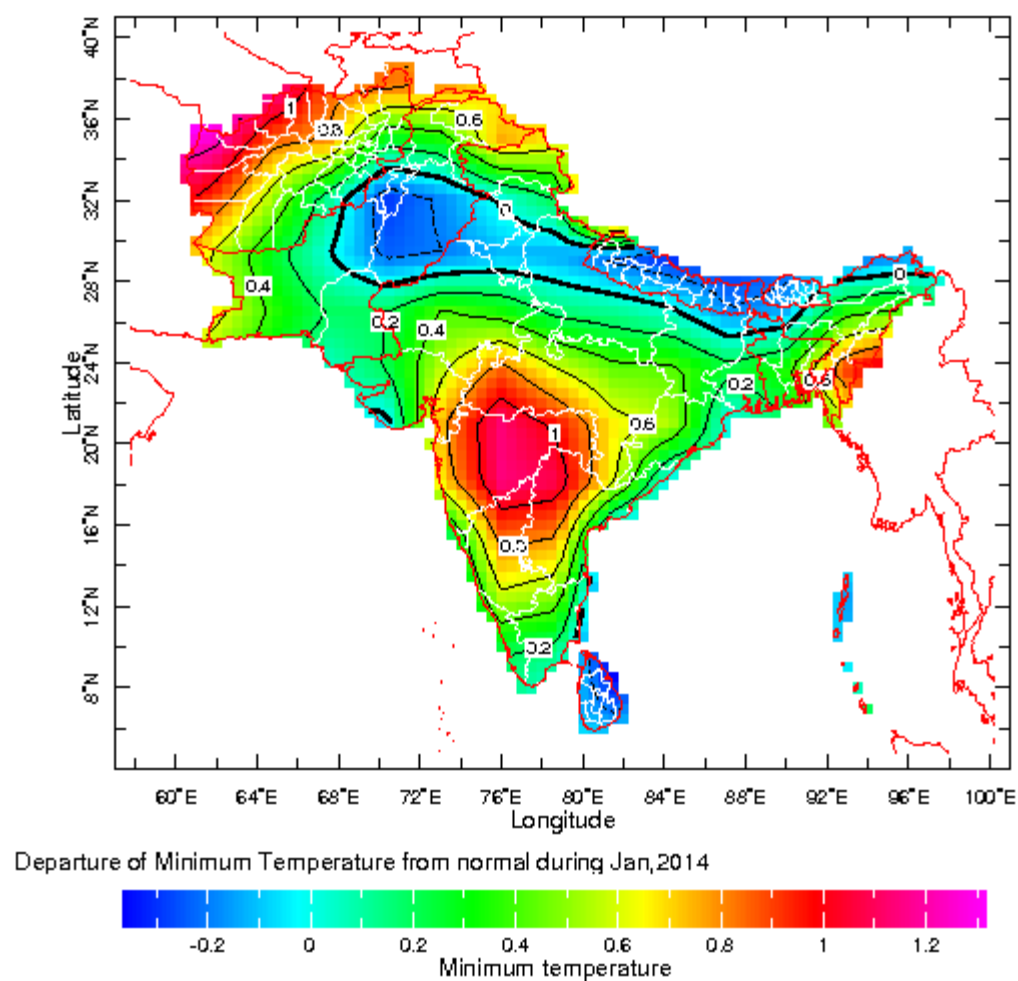 40°N
36°N
32°N
28°N
24°N
20°N
16°N
12°N
8°N
Latitude
1
0.6
0
0.4
0.2
0.4
0
0.2
0.6
1
0.2
60°E 64°E 68°E 72°E 76°E 80°E 84°E 88°E 92°E 96°E 100°E
Longitude
Departure of Minimum Temperature from normal during Jan,2014
-0.2 0 0.2 0.4 0.6 0.8 1 1.2
Minimum temperature